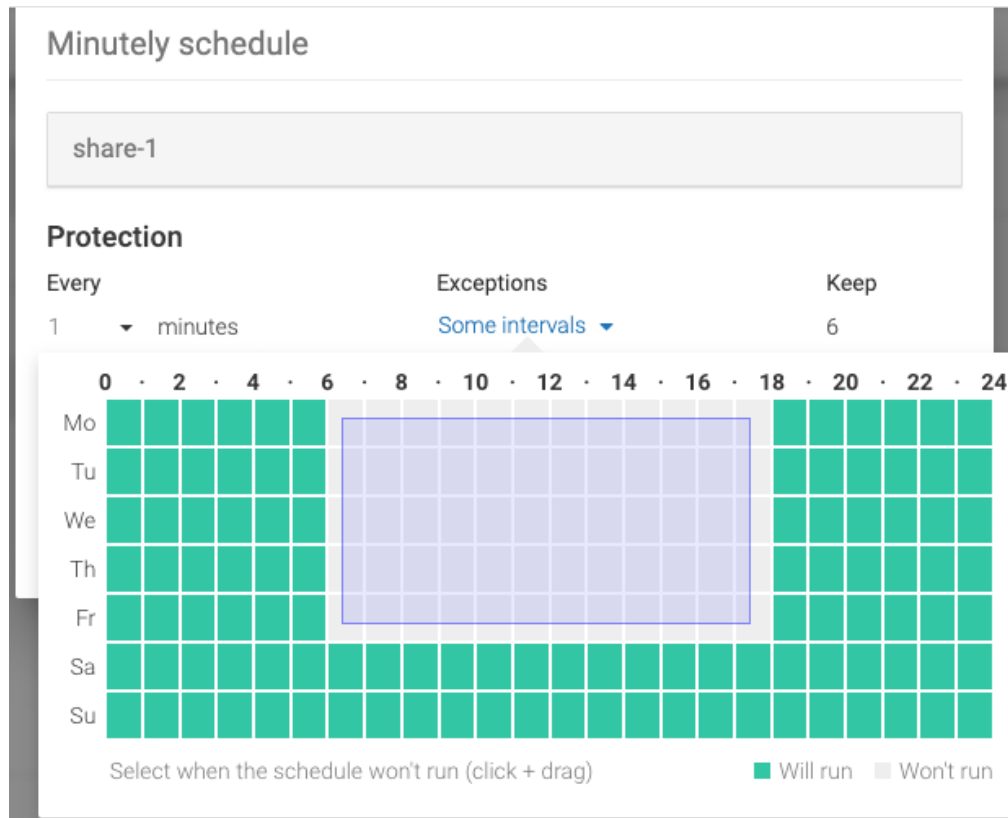 Minutely schedule
share-1
Protection
Every Exceptions Keep
1 minutes Some intervals 6
0 · 2 · 4 · 6 · 8 · 10 · 12 · 14 · 16 · 18 · 20 · 22 · 24
Mo
Tu
We
Th
Fr
Sa
Su
Select when the schedule won't run (click + drag) Will run Won't run